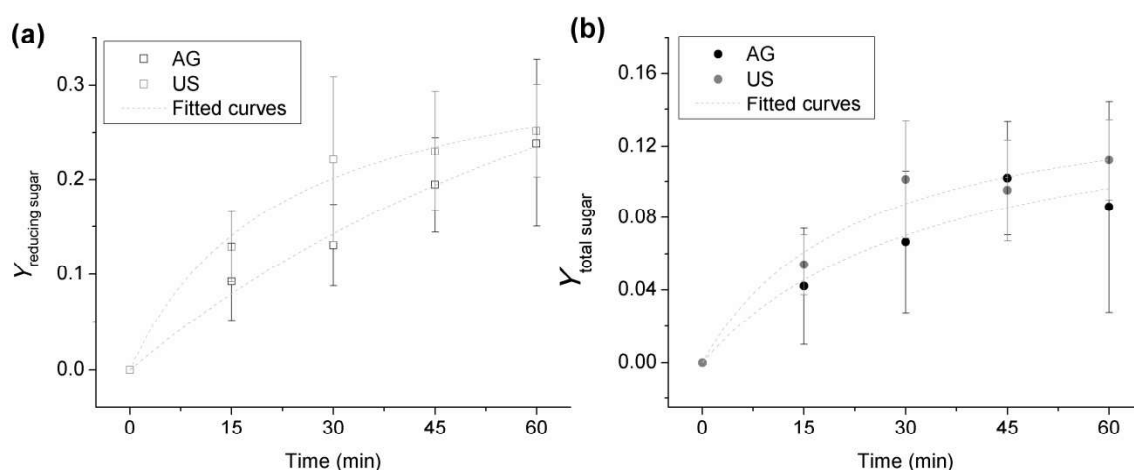 (a)
AG
US
Fitted curves
0.3
0.2
0.1
0.0
Y reducing sugar
0 15 30 45 60
Time (min)
(b)
AG
US
Fitted curves
0.16
0.12
0.08
0.04
0.00
Y total sugar
0 15 30 45 60
Time (min)